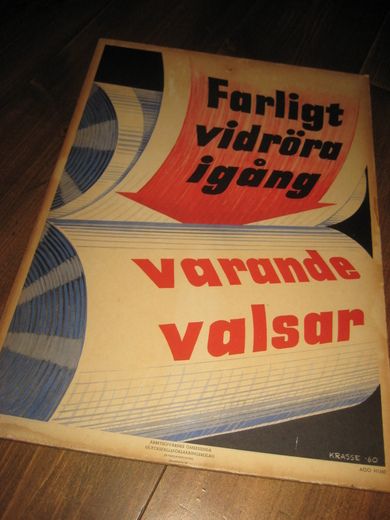 Farligt
vidröra
igång
varande
valsar
KRASSE -60